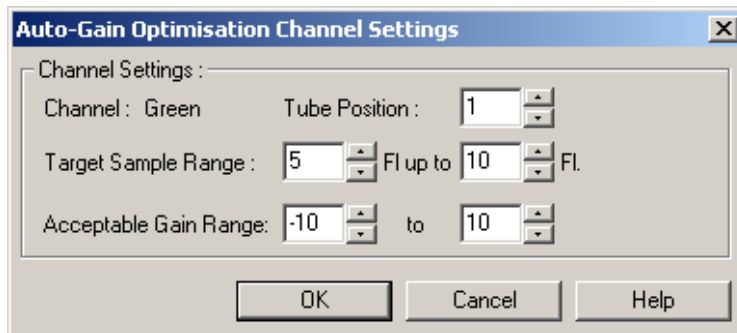 Auto-Gain Optimisation Channel Settings
Channel Settings :
Channel : Green Tube Position : 1
Target Sample Range : 5 Fl up to 10 Fl.
Acceptable Gain Range: -10 to 10
OK Cancel Help